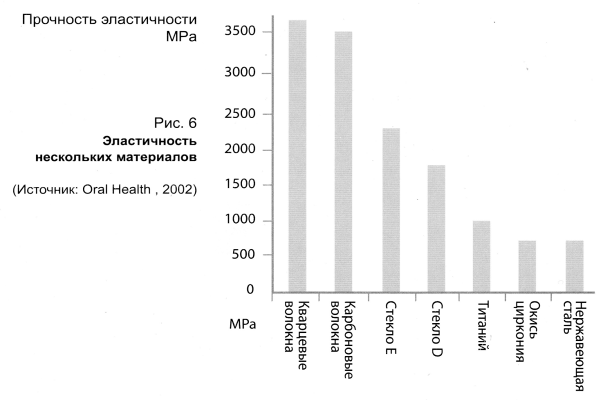 Прочность эластичности
MPa
Рис. 6
Эластичность
нескольких материалов
(Источник: Oral Health , 2002)
3500
3000
2500
2000
1500
1000
500
0
MPa
Кварцевые
волокна
Карбоновые
волокна
Стекло E
Стекло D
Титаний
Окись
циркония
Нержавеющая
сталь